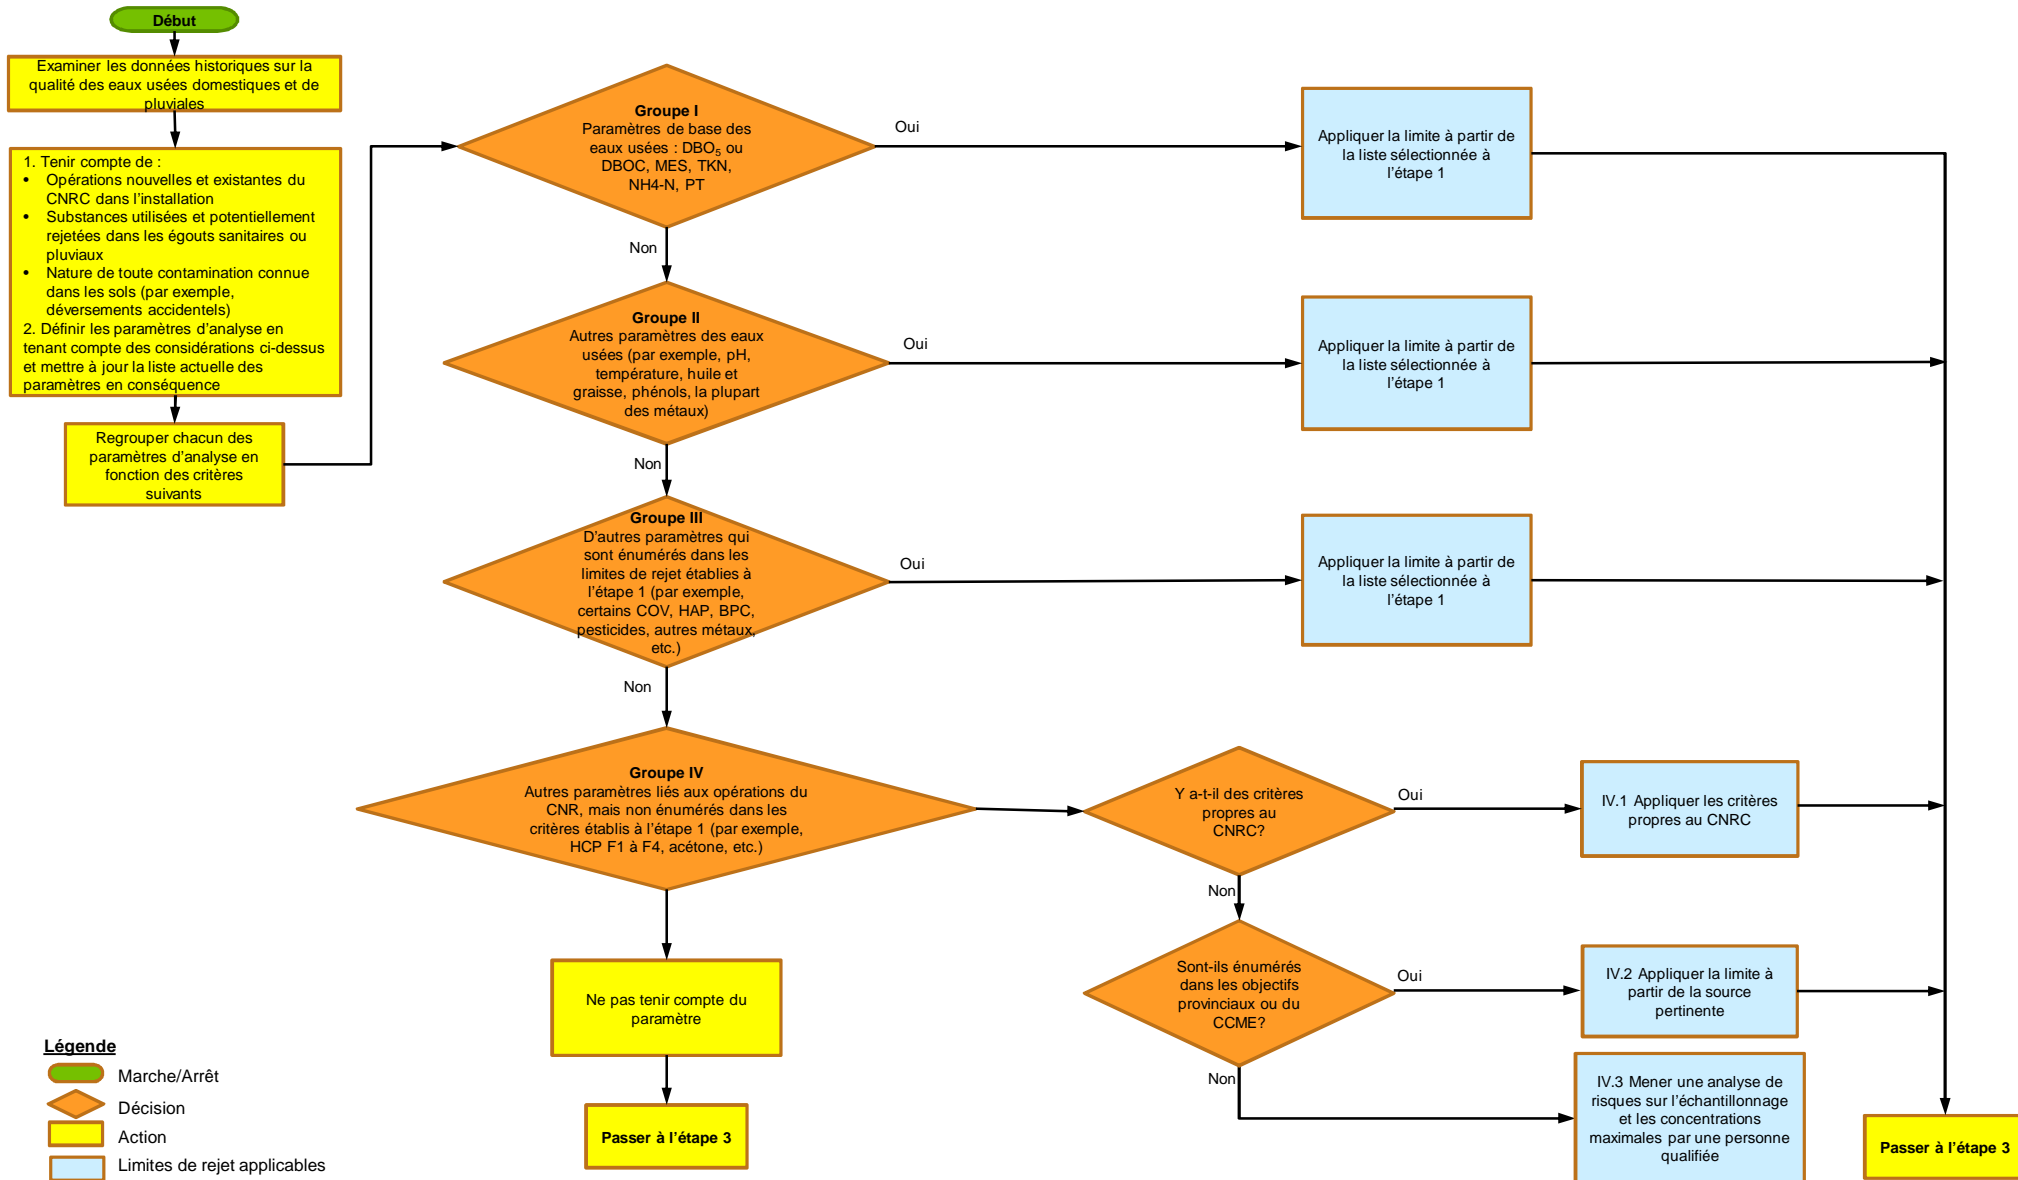 Début
Examiner les données historiques sur la
qualité des eaux usées domestiques et de
pluviales
1. Tenir compte de :
• Opérations nouvelles et existantes du
CNRC dans l'installation
• Substances utilisées et potentiellement
rejetées dans les égouts sanitaires ou
pluviaux
• Nature de toute contamination connue
dans les sols (par exemple,
déversements accidentels)
2. Définir les paramètres d'analyse en
tenant compte des considérations ci-dessus
et mettre à jour la liste actuelle des
paramètres en conséquence
Regrouper chacun des
paramètres d'analyse en
fonction des critères
suivants
Groupe I
Paramètres de base des
eaux usées : DBO₅ ou
DBOC, MES, TKN,
NH4-N, PT
Oui
Appliquer la limite à partir de
la liste sélectionnée à
l'étape 1
Non
Groupe II
Autres paramètres des eaux
usées (par exemple, pH,
température, huile et
graisse, phénols, la plupart
des métaux)
Oui
Appliquer la limite à partir de
la liste sélectionnée à
l'étape 1
Non
Groupe III
D'autres paramètres qui
sont énumérés dans les
limites de rejet établies à
l'étape 1 (par exemple,
certains COV, HAP, BPC,
pesticides, autres métaux,
etc.)
Oui
Appliquer la limite à partir de
la liste sélectionnée à
l'étape 1
Non
Groupe IV
Autres paramètres liés aux opérations du
CNR, mais non énumérés dans les
critères établis à l'étape 1 (par exemple,
HCP F1 à F4, acétone, etc.)
Y a-t-il des critères
propres au
CNRC?
Oui
IV.1 Appliquer les critères
propres au CNRC
Non
Sont-ils énumérés
dans les objectifs
provinciaux ou du
CCME?
Oui
IV.2 Appliquer la limite à
partir de la source
pertinente
Non
IV.3 Mener une analyse de
risques sur l'échantillonnage
et les concentrations
maximales par une personne
qualifiée
Ne pas tenir compte du
paramètre
Passer à l'étape 3
Passer à l'étape 3
Légende
Marche/Arrêt
Décision
Action
Limites de rejet applicables